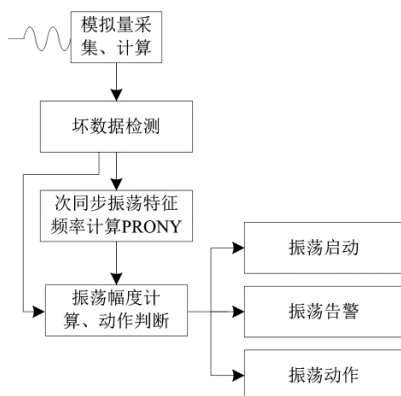 模拟量采
集、计算
坏数据检测
次同步振荡特征
频率计算PRONY
振荡幅度计
算、动作判断
振荡启动
振荡告警
振荡动作